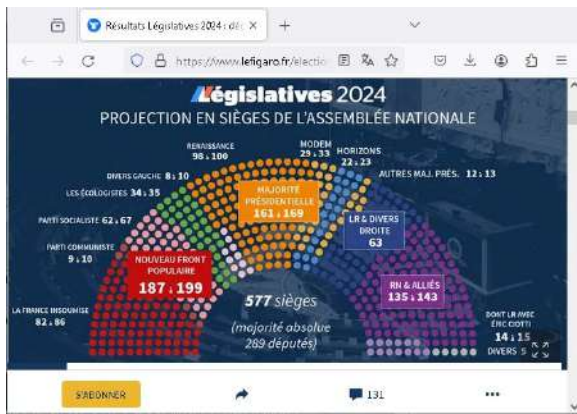 Résultats Législatives 2024 : déc
https://www.lefigaro.fr/electio
Législatives 2024
PROJECTION EN SIÈGES DE L'ASSEMBLÉE NATIONALE
RENAISSANCE
98 à 100
MODEM
29 à 33
HORIZONS
22 à 23
AUTRES MAJ. PRÉS. 12 à 13
DIVERS GAUCHE 8 à 10
LES ÉCOLOGISTES 34 à 35
PARTI SOCIALISTE 62 à 67
PARTI COMMUNISTE
9 à 10
LA FRANCE INSOUMISE
82 à 86
NOUVEAU FRONT
POPULAIRE
187 à 199
MAJORITÉ
PRÉSIDENTIELLE
161 à 169
LR & DIVERS
DROITE
63
RN & ALLIÉS
135 à 143
577 sièges
(majorité absolue
289 députés)
DONT LR AVEC
ÉRIC CIOTTI
14 à 15
DIVERS 5
S'ABONNER
131